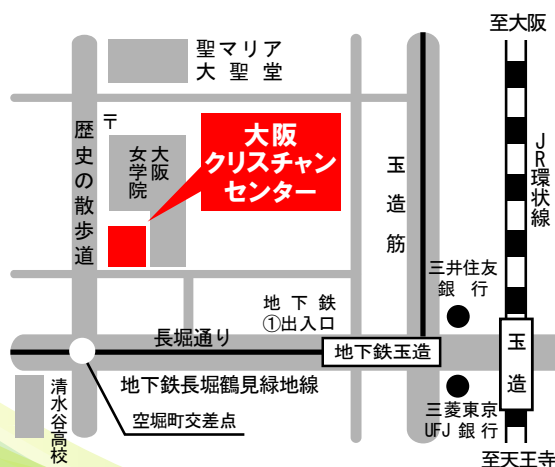 至大阪
聖マリア
大聖堂
〒
歴史の散歩道
大阪
女学院
大阪
クリスチャン
センター
玉造筋
JR環状線
三井住友
銀行
地下鉄
①出入口
長堀通り
地下鉄玉造
玉造
地下鉄長堀鶴見緑地線
清水谷高校
空堀町交差点
三菱東京
UFJ 銀行
至天王寺